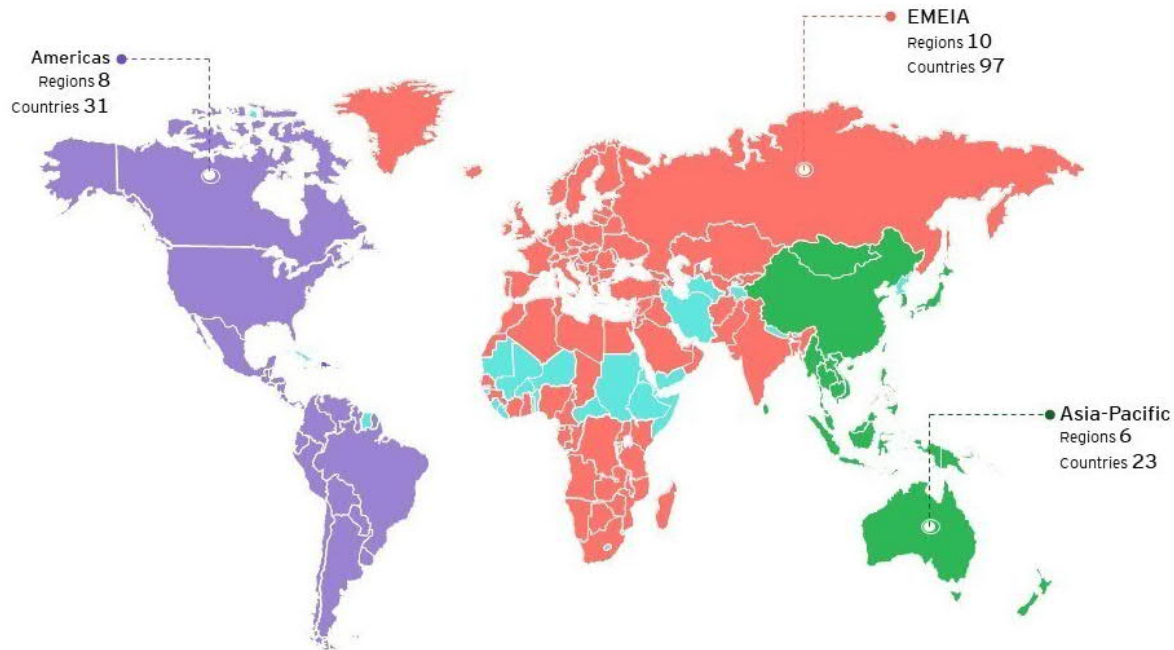 Americas
Regions 8
Countries 31
EMEIA
Regions 10
Countries 97
Asia-Pacific
Regions 6
Countries 23